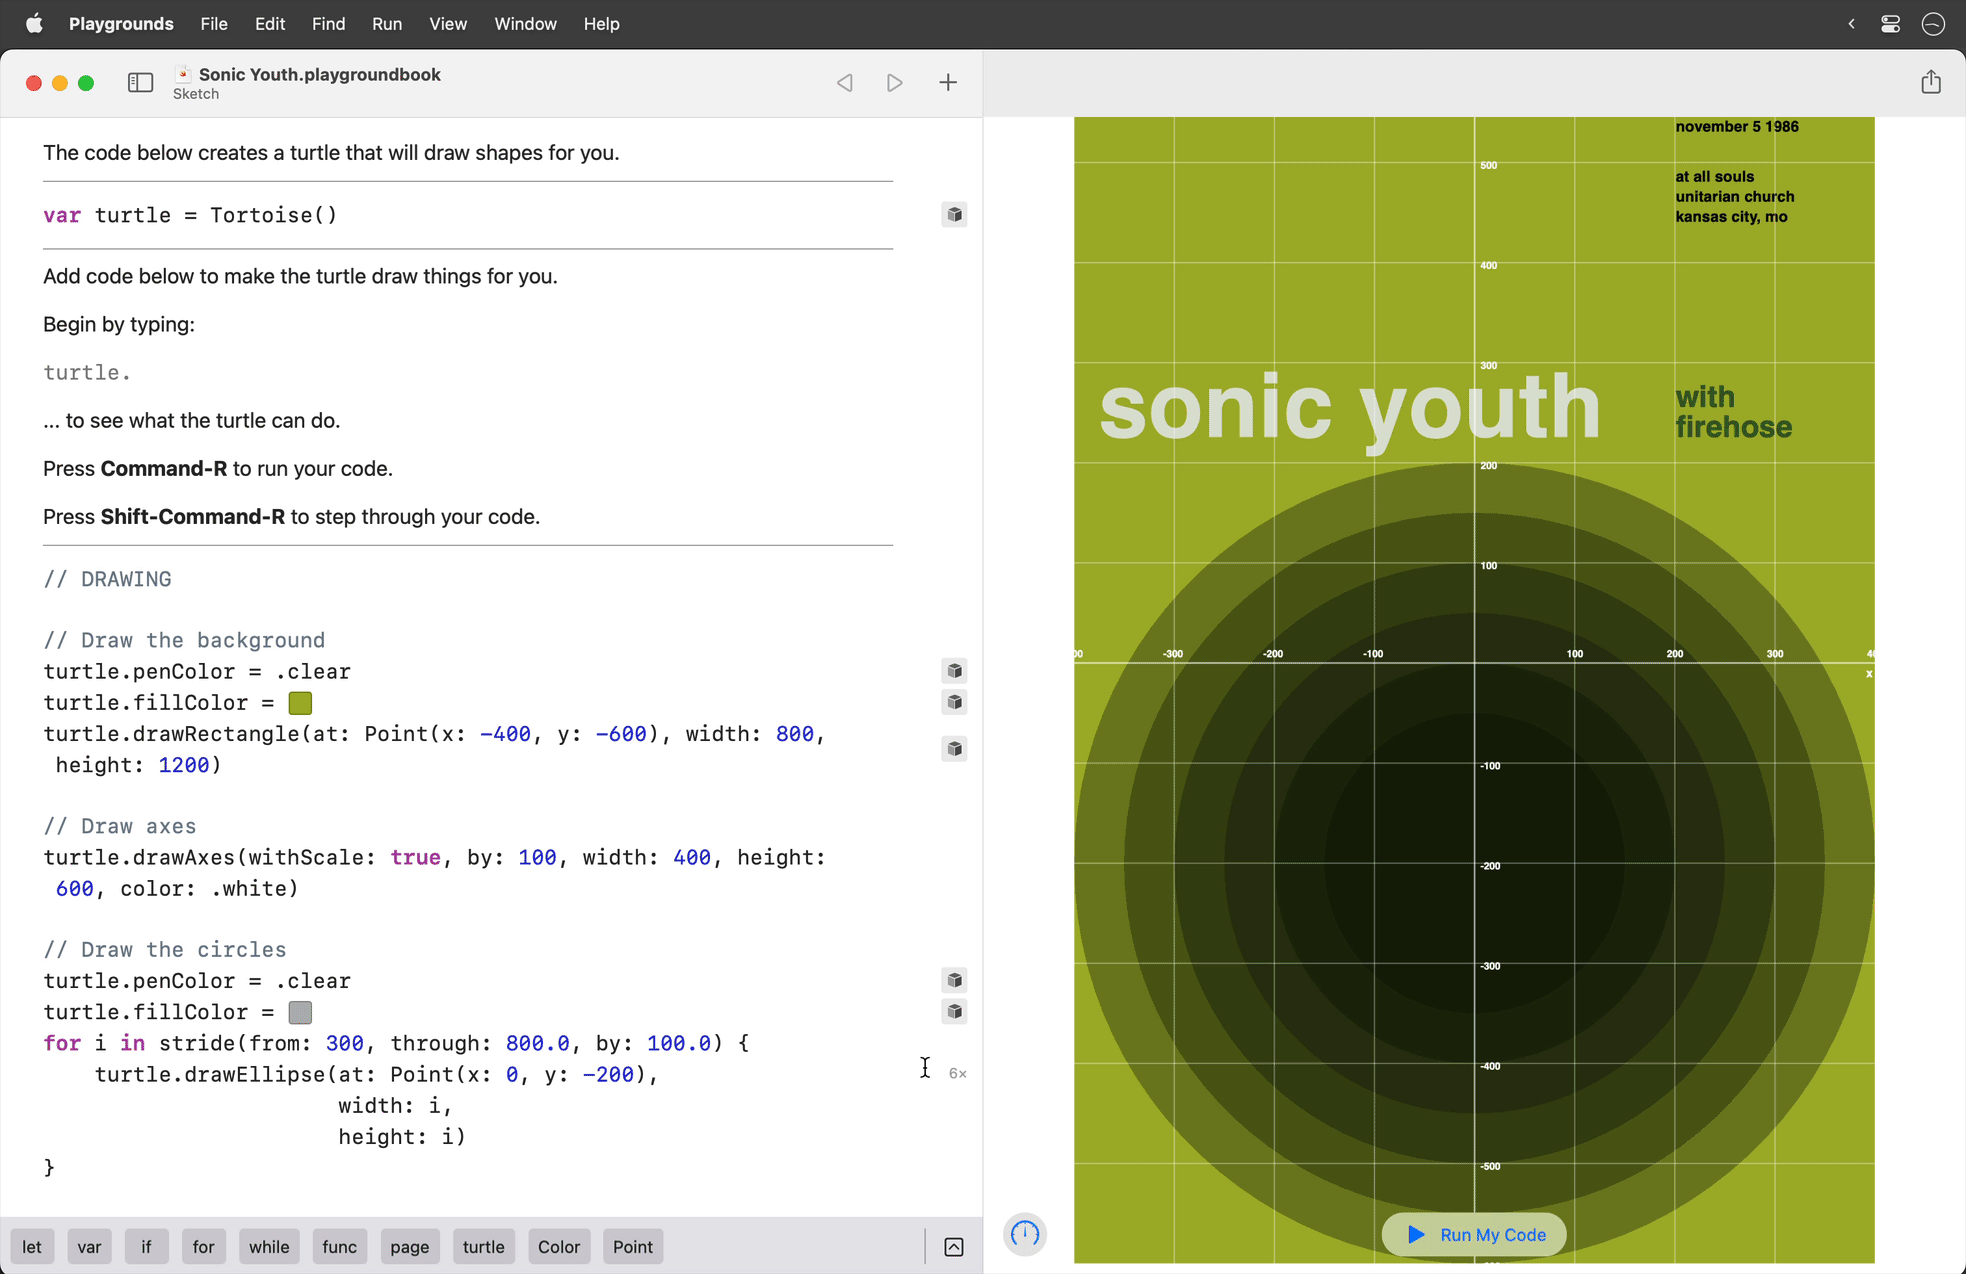 Playgrounds File Edit Find Run View Window Help
Sonic Youth.playgroundbook
Sketch
The code below creates a turtle that will draw shapes for you.
var turtle = Tortoise()
Add code below to make the turtle draw things for you.
Begin by typing:
turtle.
... to see what the turtle can do.
Press Command-R to run your code.
Press Shift-Command-R to step through your code.
// DRAWING
// Draw the background
turtle.penColor = .clear
turtle.fillColor =
turtle.drawRectangle(at: Point(x: -400, y: -600), width: 800,
height: 1200)
// Draw axes
turtle.drawAxes(withScale: true, by: 100, width: 400, height:
600, color: .white)
// Draw the circles
turtle.penColor = .clear
turtle.fillColor =
for i in stride(from: 300, through: 800.0, by: 100.0) {
turtle.drawEllipse(at: Point(x: 0, y: -200),
6×
width: i,
height: i)
}
let var if for while func page turtle Color Point
november 5 1986
500
at all souls
unitarian church
kansas city, mo
400
300
sonic youth
with
firehose
200
100
-300 -200 -100 100 200 300
x
-100
-200
-300
-400
-500
Run My Code